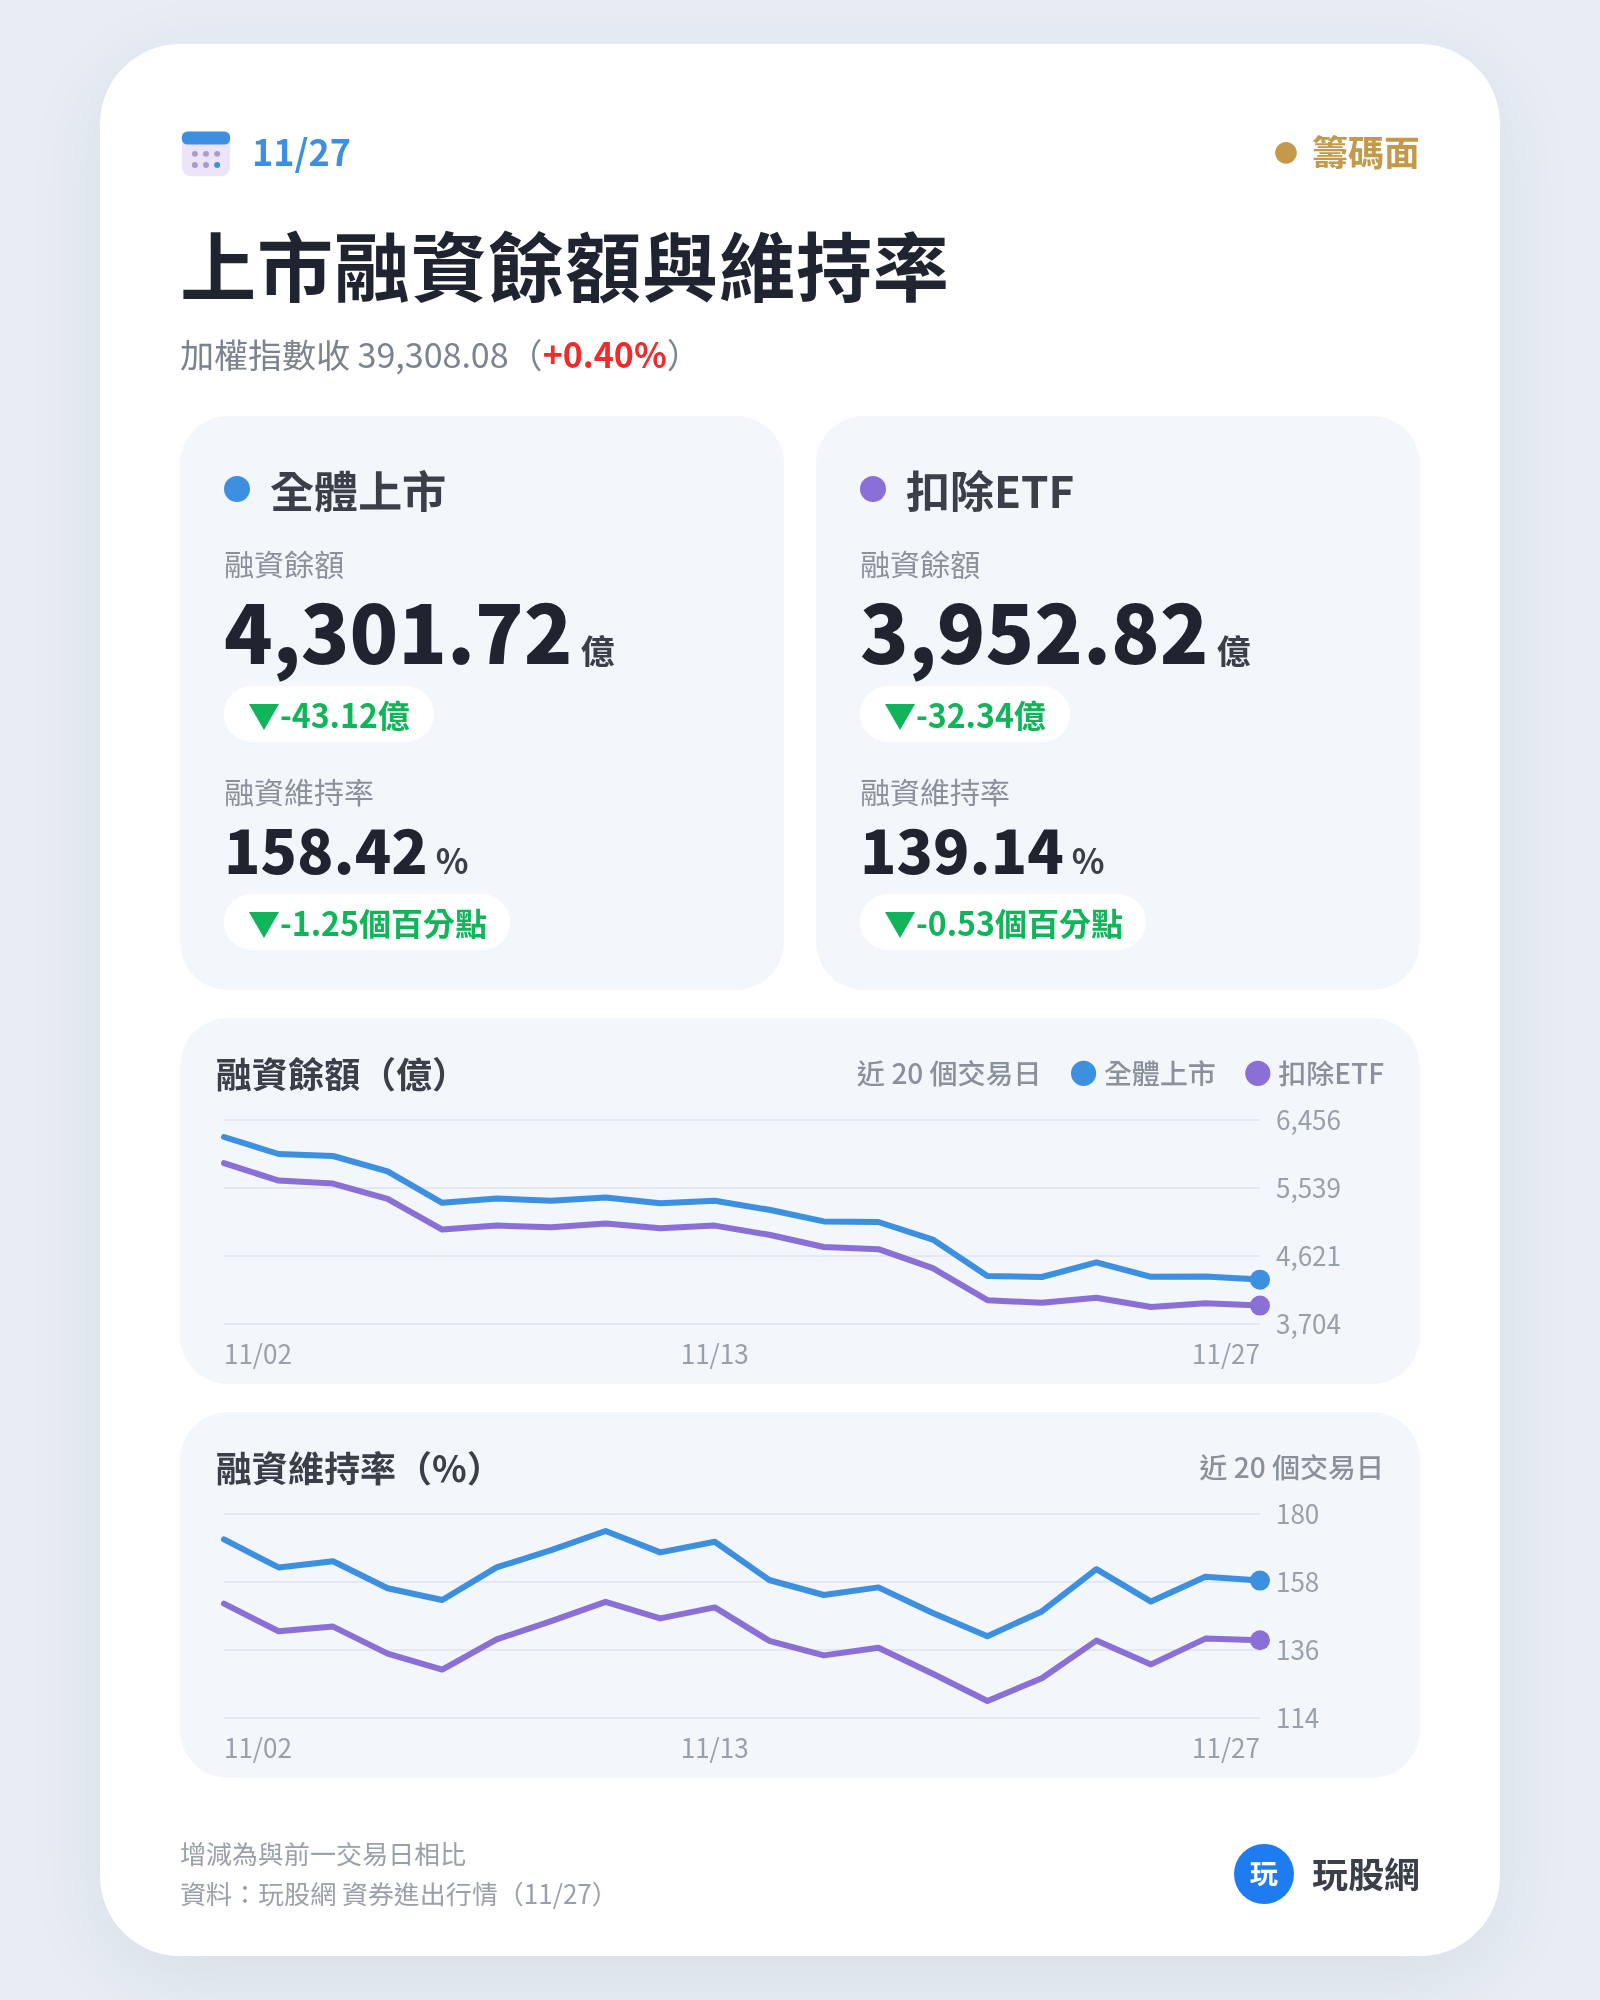 11/27
籌碼面
上市融資餘額與維持率
加權指數收 39,308.08（+0.40%）
全體上市
融資餘額
4,301.72 億
▼-43.12億
融資維持率
158.42 %
▼-1.25個百分點
扣除ETF
融資餘額
3,952.82 億
▼-32.34億
融資維持率
139.14 %
▼-0.53個百分點
融資餘額（億）
近 20 個交易日 全體上市 扣除ETF
6,456
5,539
4,621
3,704
11/02 11/13 11/27
融資維持率（%）
近 20 個交易日
180
158
136
114
11/02 11/13 11/27
增減為與前一交易日相比
資料：玩股網 資券進出行情（11/27）
玩 玩股網